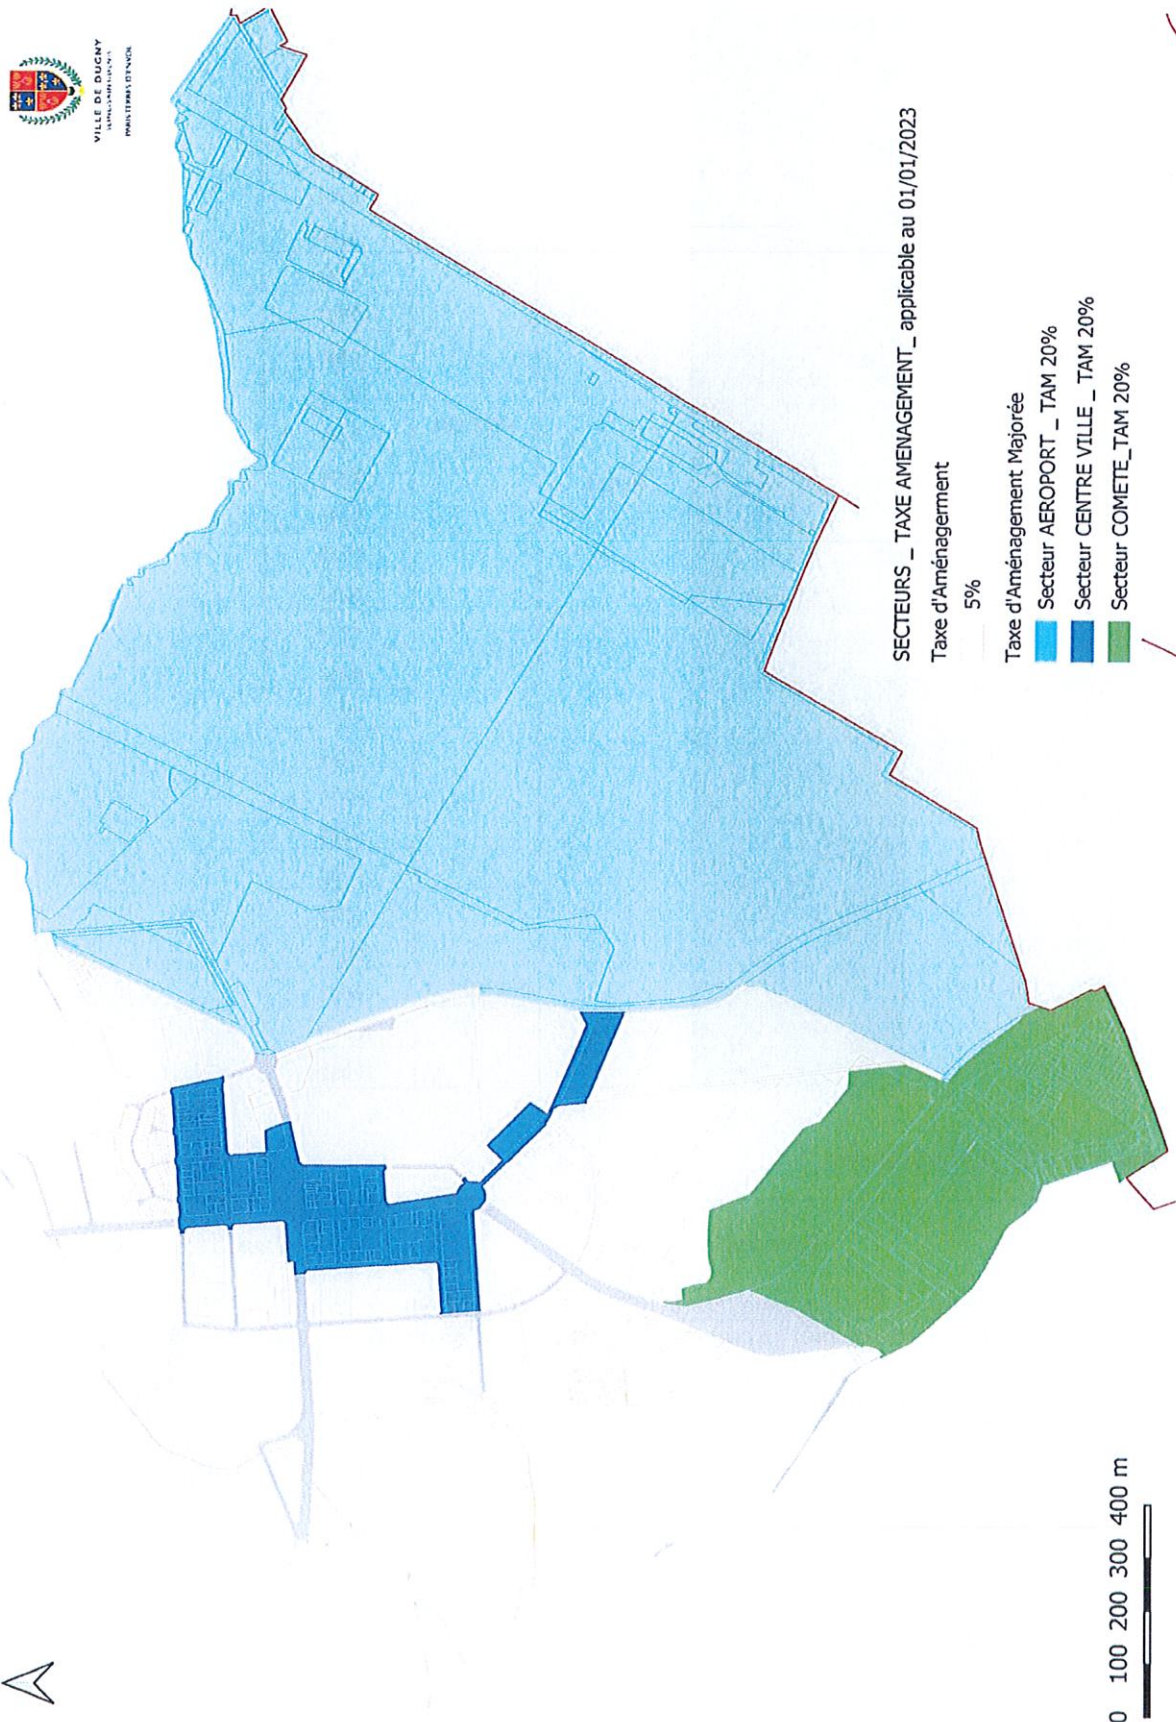 VILLE DE DUGNY
SECTEURS _ TAXE AMENAGEMENT_ applicable au 01/01/2023
Taxe d'Aménagerment
5%
Taxe d'Aménagement Majorée
Secteur AEROPORT _ TAM 20%
Secteur CENTRE VILLE _ TAM 20%
Secteur COMETE_TAM 20%
0 100 200 300 400 m